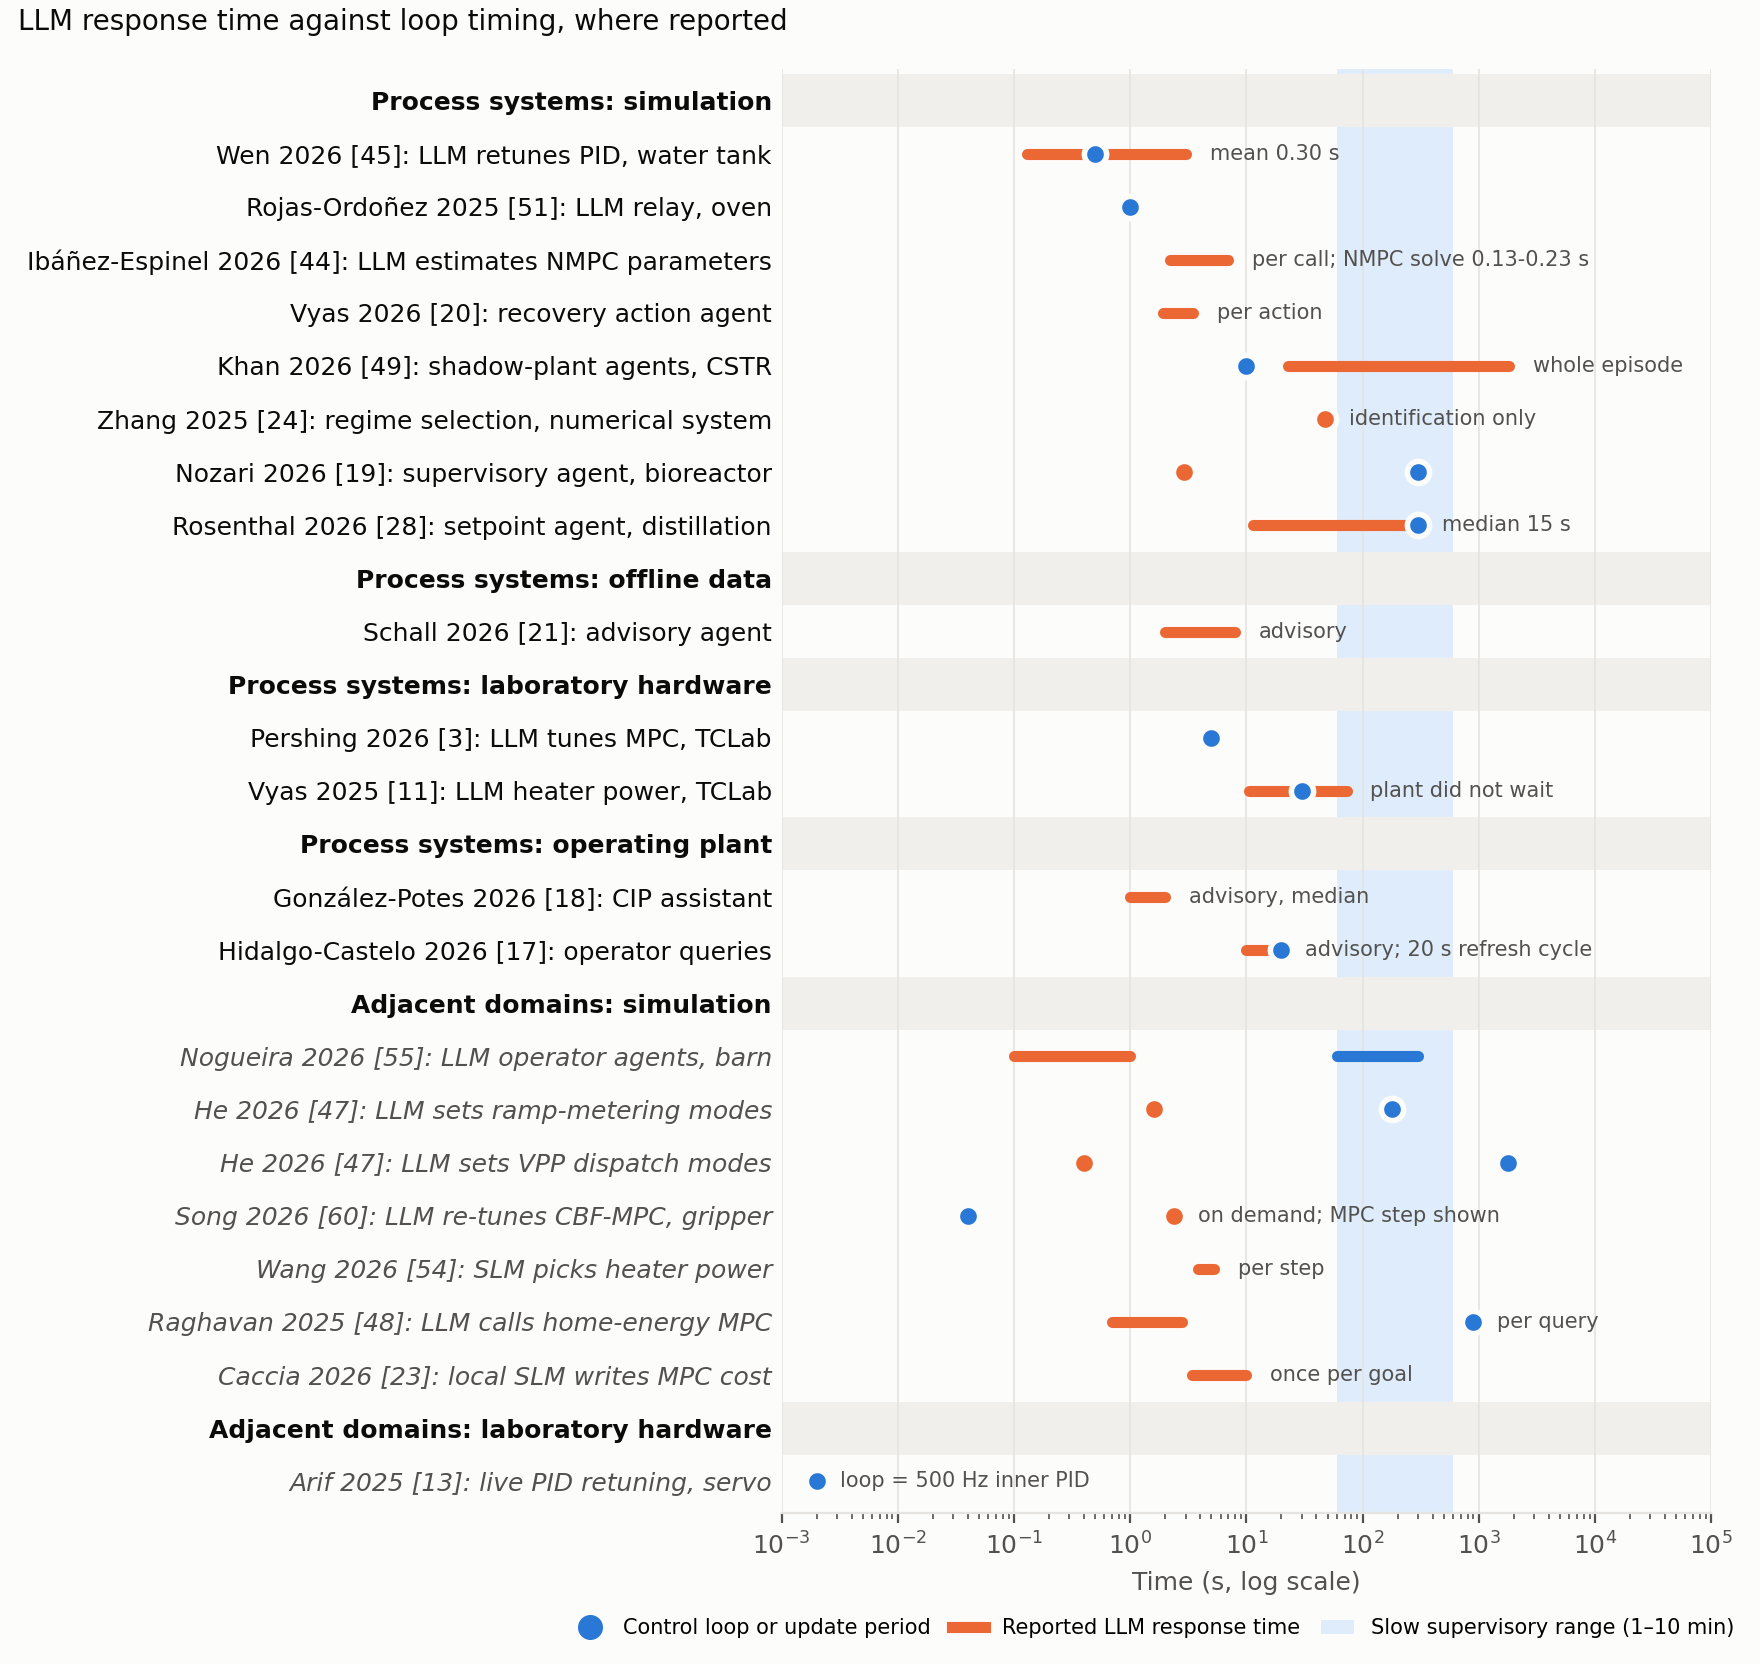 LLM response time against loop timing, where reported
Process systems: simulation
Wen 2026 [45]: LLM retunes PID, water tank
mean 0.30 s
Rojas-Ordoñez 2025 [51]: LLM relay, oven
Ibáñez-Espinel 2026 [44]: LLM estimates NMPC parameters
per call; NMPC solve 0.13-0.23 s
Vyas 2026 [20]: recovery action agent
per action
Khan 2026 [49]: shadow-plant agents, CSTR
whole episode
Zhang 2025 [24]: regime selection, numerical system
identification only
Nozari 2026 [19]: supervisory agent, bioreactor
Rosenthal 2026 [28]: setpoint agent, distillation
median 15 s
Process systems: offline data
Schall 2026 [21]: advisory agent
advisory
Process systems: laboratory hardware
Pershing 2026 [3]: LLM tunes MPC, TCLab
Vyas 2025 [11]: LLM heater power, TCLab
plant did not wait
Process systems: operating plant
González-Potes 2026 [18]: CIP assistant
advisory, median
Hidalgo-Castelo 2026 [17]: operator queries
advisory; 20 s refresh cycle
Adjacent domains: simulation
Nogueira 2026 [55]: LLM operator agents, barn
He 2026 [47]: LLM sets ramp-metering modes
He 2026 [47]: LLM sets VPP dispatch modes
Song 2026 [60]: LLM re-tunes CBF-MPC, gripper
on demand; MPC step shown
Wang 2026 [54]: SLM picks heater power
per step
Raghavan 2025 [48]: LLM calls home-energy MPC
per query
Caccia 2026 [23]: local SLM writes MPC cost
once per goal
Adjacent domains: laboratory hardware
Arif 2025 [13]: live PID retuning, servo
loop = 500 Hz inner PID
10⁻³ 10⁻² 10⁻¹ 10⁰ 10¹ 10² 10³ 10⁴ 10⁵
Time (s, log scale)
Control loop or update period
Reported LLM response time
Slow supervisory range (1–10 min)